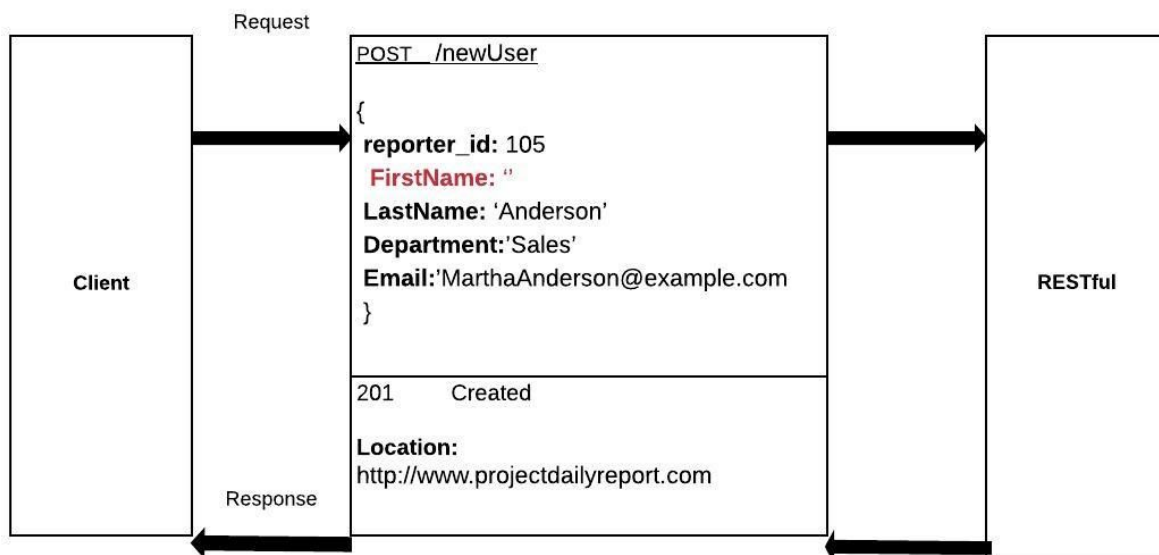 Request
POST   /newUser
{
reporter_id: 105
FirstName: ‘’
LastName: ‘Anderson’
Department:’Sales’
Email:’MarthaAnderson@example.com
}
Client
RESTful
201 Created
Location:
http://www.projectdailyreport.com
Response